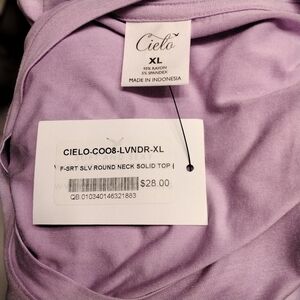 Cielo
XL
95% RAYON
5% SPANDEX
MADE IN INDONESIA
CIELO-COO8-LVNDR-XL
F-SRT SLV ROUND NECK SOLID TOP (
$28.00
QB:010340146321883